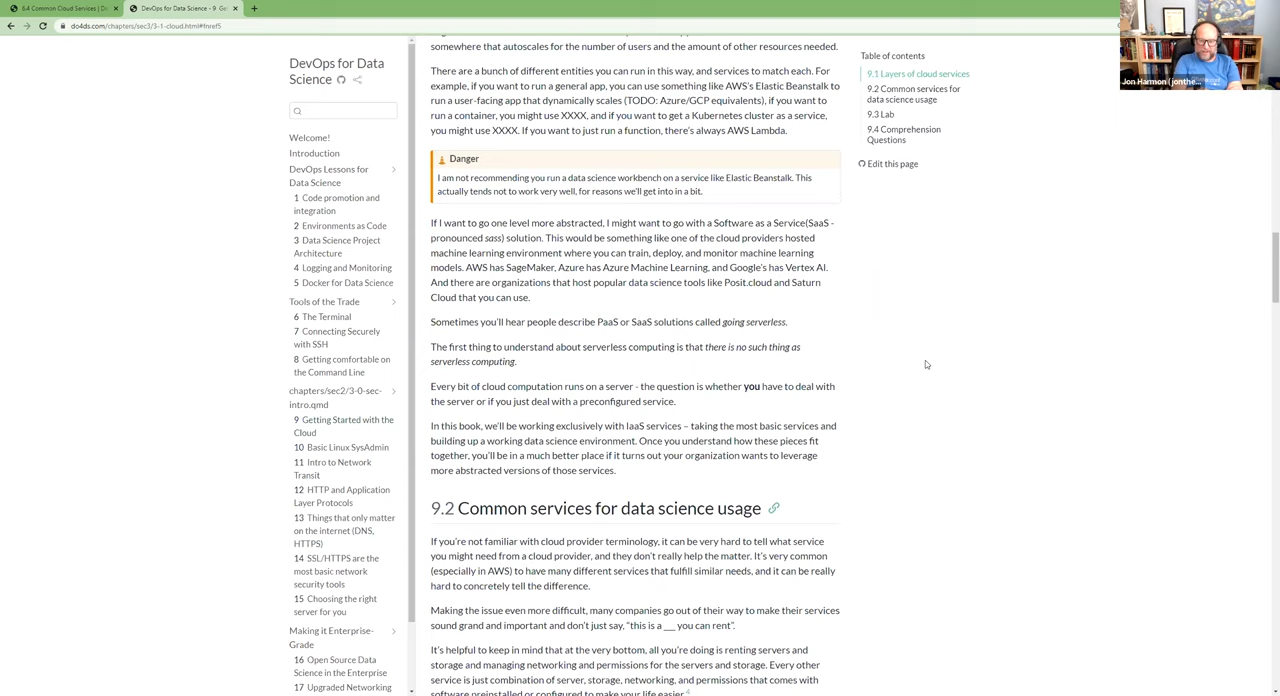 6.4 Common Cloud Services | Do
DevOps for Data Science - 9 Ge
do4ds.com/chapters/sec3/3-1-cloud.html#fnref5
Jon Harmon (jonthe...
DevOps for Data
Science
Welcome!
Introduction
DevOps Lessons for
Data Science
1 Code promotion and
integration
2 Environments as Code
3 Data Science Project
Architecture
4 Logging and Monitoring
5 Docker for Data Science
Tools of the Trade
6 The Terminal
7 Connecting Securely
with SSH
8 Getting comfortable on
the Command Line
chapters/sec2/3-0-sec-
intro.qmd
9 Getting Started with the
Cloud
10 Basic Linux SysAdmin
11 Intro to Network
Transit
12 HTTP and Application
Layer Protocols
13 Things that only matter
on the internet (DNS,
HTTPS)
14 SSL/HTTPS are the
most basic network
security tools
15 Choosing the right
server for you
Making it Enterprise-
Grade
16 Open Source Data
Science in the Enterprise
17 Upgraded Networking
somewhere that autoscales for the number of users and the amount of other resources needed.
There are a bunch of different entities you can run in this way, and services to match each. For
example, if you want to run a general app, you can use something like AWS's Elastic Beanstalk to
run a user-facing app that dynamically scales (TODO: Azure/GCP equivalents), if you want to
run a container, you might use XXXX, and if you want to get a Kubernetes cluster as a service,
you might use XXXX. If you want to just run a function, there's always AWS Lambda.
Danger
I am not recommending you run a data science workbench on a service like Elastic Beanstalk. This
actually tends not to work very well, for reasons we'll get into in a bit.
If I want to go one level more abstracted, I might want to go with a Software as a Service(SaaS -
pronounced sass) solution. This would be something like one of the cloud providers hosted
machine learning environment where you can train, deploy, and monitor machine learning
models. AWS has SageMaker, Azure has Azure Machine Learning, and Google's has Vertex AI.
And there are organizations that host popular data science tools like Posit.cloud and Saturn
Cloud that you can use.
Sometimes you'll hear people describe PaaS or SaaS solutions called going serverless.
The first thing to understand about serverless computing is that there is no such thing as
serverless computing.
Every bit of cloud computation runs on a server - the question is whether you have to deal with
the server or if you just deal with a preconfigured service.
In this book, we'll be working exclusively with IaaS services – taking the most basic services and
building up a working data science environment. Once you understand how these pieces fit
together, you'll be in a much better place if it turns out your organization wants to leverage
more abstracted versions of those services.
9.2 Common services for data science usage
If you're not familiar with cloud provider terminology, it can be very hard to tell what service
you might need from a cloud provider, and they don't really help the matter. It's very common
(especially in AWS) to have many different services that fulfill similar needs, and it can be really
hard to concretely tell the difference.
Making the issue even more difficult, many companies go out of their way to make their services
sound grand and important and don't just say, "this is a ___ you can rent".
It's helpful to keep in mind that at the very bottom, all you're doing is renting servers and
storage and managing networking and permissions for the servers and storage. Every other
service is just combination of server, storage, networking, and permissions that comes with
software preinstalled or configured to make your life easier.4
Table of contents
9.1 Layers of cloud services
9.2 Common services for
data science usage
9.3 Lab
9.4 Comprehension
Questions
Edit this page